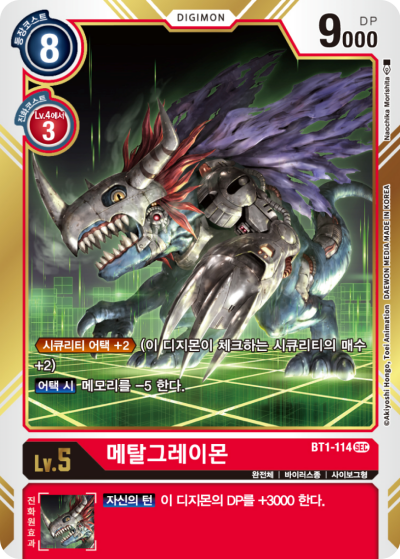 등장코스트
8
DIGIMON
DP
9000
진화코스트
Lv.4에서
3
Naochika Morishita
©Akiyoshi Hongo, Toei Animation DAEWON MEDIA MADE IN KOREA
시큐리티 어택 +2 (이 디지몬이 체크하는 시큐리티의 매수
+2)
어택 시 메모리를 -5 한다.
BT1-114 SEC
Lv.5 메탈그레이몬
완전체 | 바이러스종 | 사이보그형
진화원효과
자신의 턴 이 디지몬의 DP를 +3000 한다.